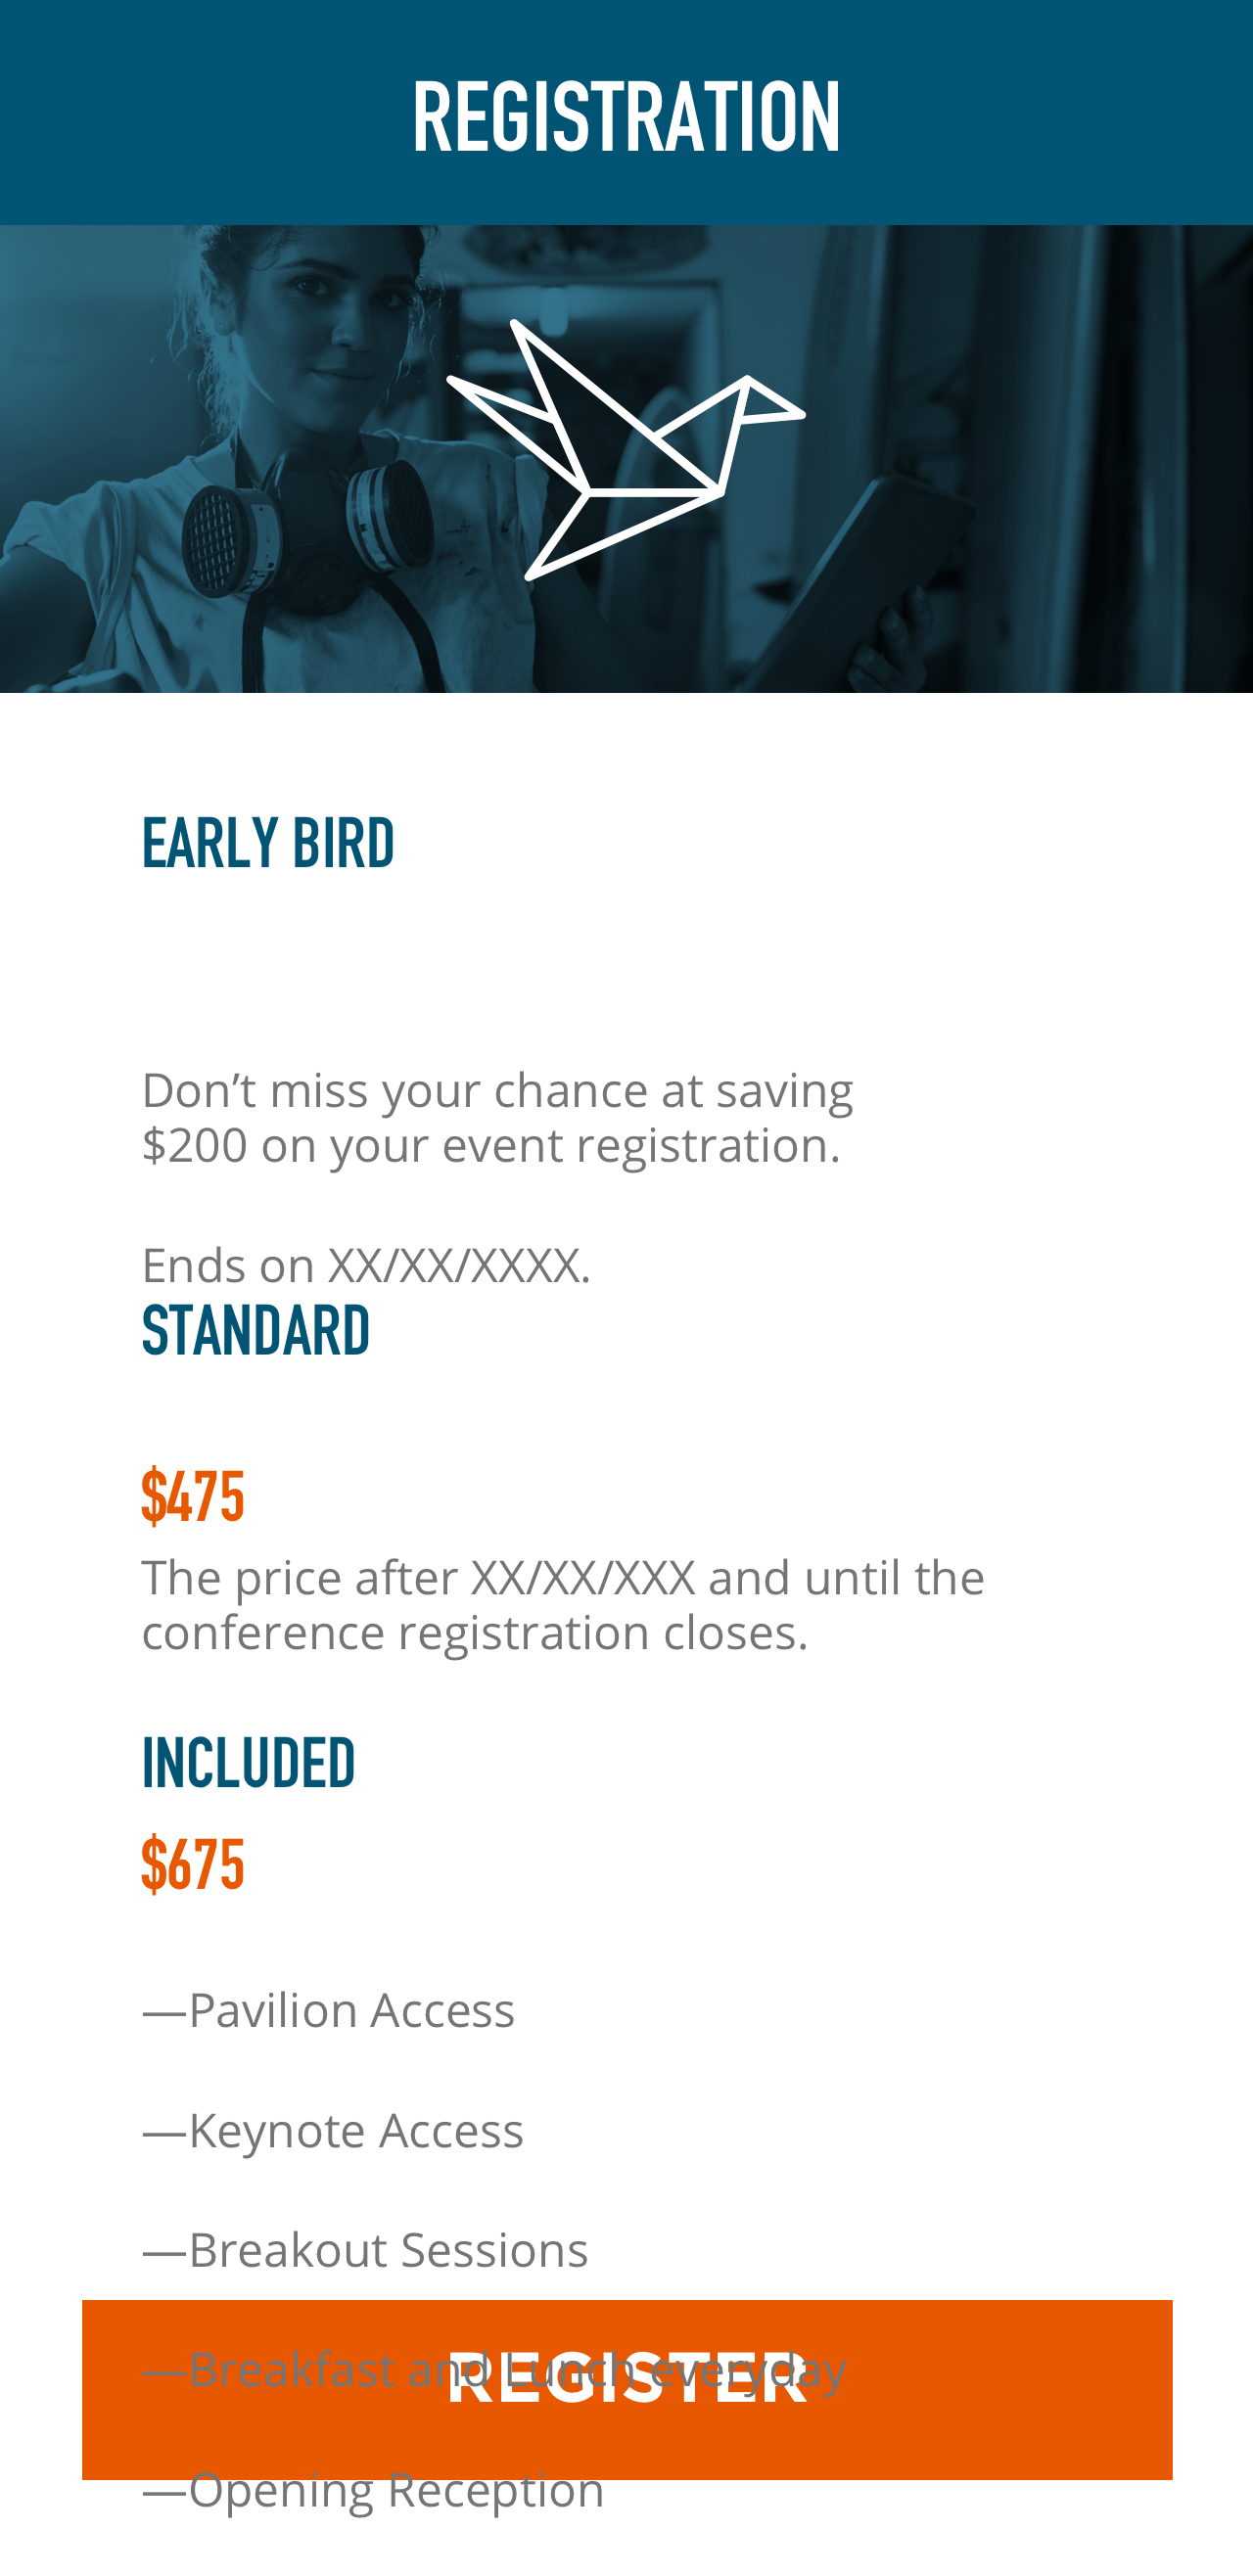 REGISTRATION
EARLY BIRD
Don’t miss your chance at saving
$200 on your event registration.
Ends on XX/XX/XXXX.
STANDARD
$475
The price after XX/XX/XXX and until the
conference registration closes.
INCLUDED
$675
—Pavilion Access
—Keynote Access
—Breakout Sessions
—Breakfast and Lunch everyday
REGISTER
—Opening Reception